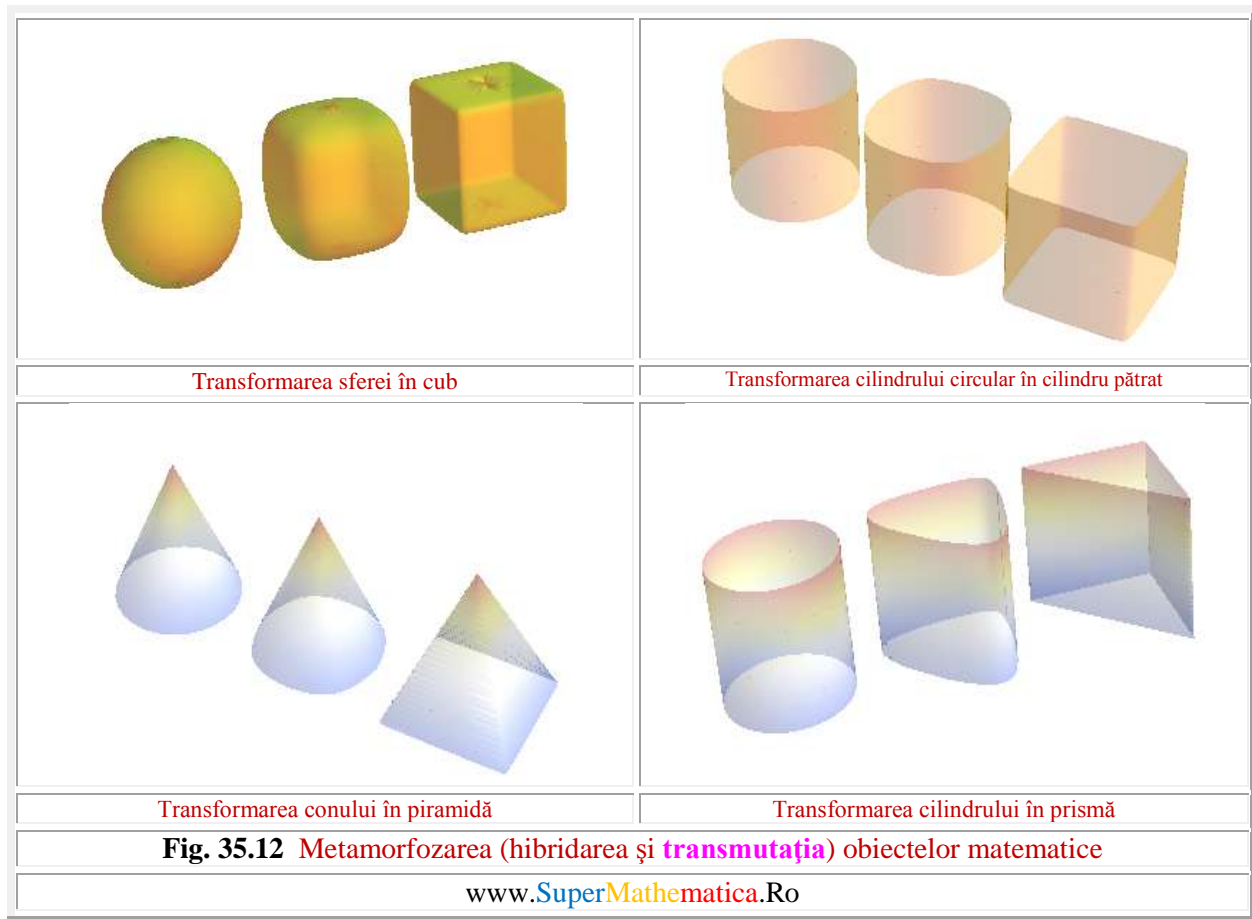 Transformarea sferei în cub
Transformarea cilindrului circular în cilindru pătrat
Transformarea conului în piramidă
Transformarea cilindrului în prismă
Fig. 35.12 Metamorfozarea (hibridarea şi transmutaţia) obiectelor matematice
www.SuperMathematica.Ro